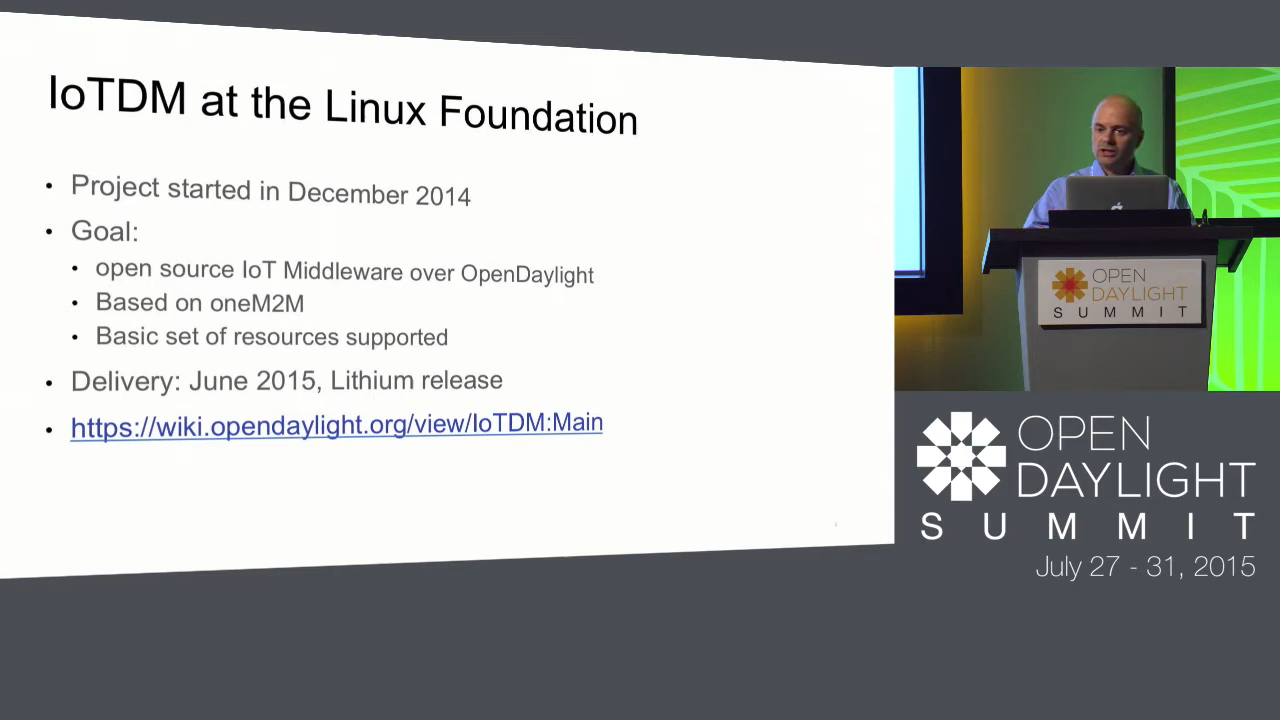 IoTDM at the Linux Foundation
• Project started in December 2014
• Goal:
• open source IoT Middleware over OpenDaylight
• Based on oneM2M
• Basic set of resources supported
• Delivery: June 2015, Lithium release
• https://wiki.opendaylight.org/view/IoTDM:Main
OPEN
DAYLIGHT
SUMMIT
OPEN
DAYLIGHT
SUMMIT
July 27 - 31, 2015